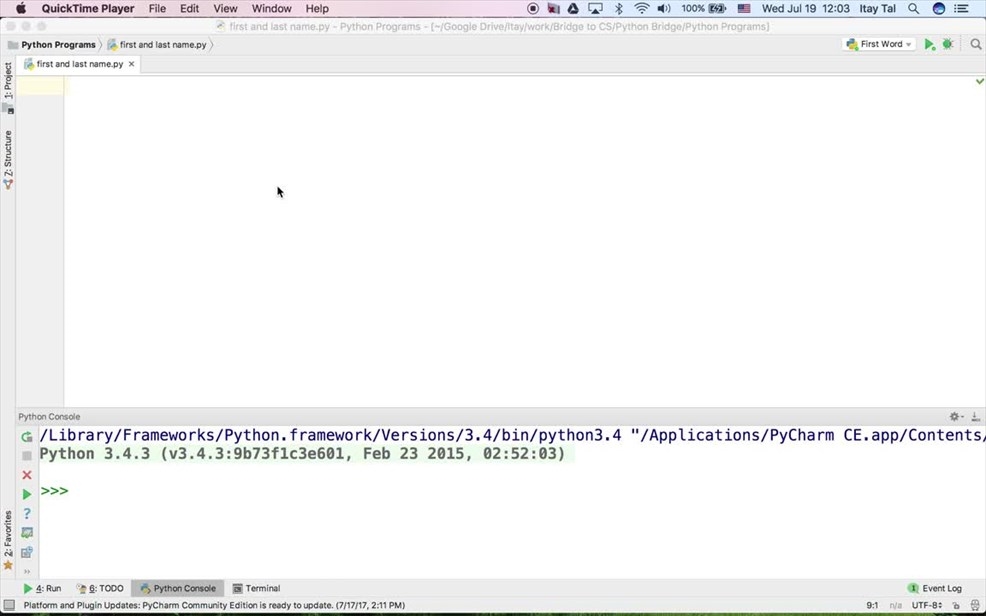 QuickTime Player File Edit View Window Help 100% Wed Jul 19 12:03 Itay Tal
first and last name.py - Python Programs - [~/Google Drive/Itay/work/Bridge to CS/Python Bridge/Python Programs]
Python Programs first and last name.py First Word
first and last name.py
1: Project
Z: Structure
Python Console
/Library/Frameworks/Python.framework/Versions/3.4/bin/python3.4 "/Applications/PyCharm CE.app/Contents/
Python 3.4.3 (v3.4.3:9b73f1c3e601, Feb 23 2015, 02:52:03)
>>>
2: Favorites
4: Run 6: TODO Python Console Terminal 1 Event Log
Platform and Plugin Updates: PyCharm Community Edition is ready to update. (7/17/17, 2:11 PM) 9:1 n/a UTF-8